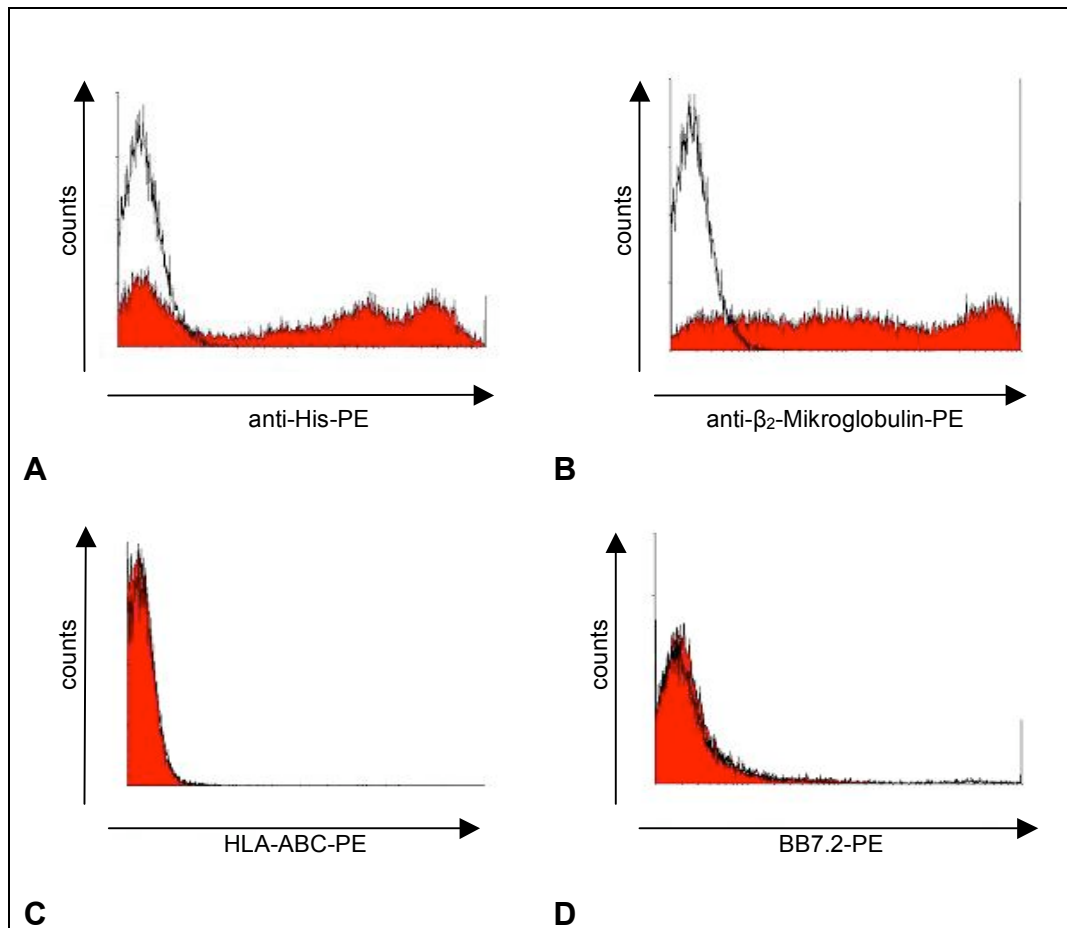 counts
anti-His-PE
A
counts
anti-β₂-Mikroglobulin-PE
B
counts
HLA-ABC-PE
C
counts
BB7.2-PE
D